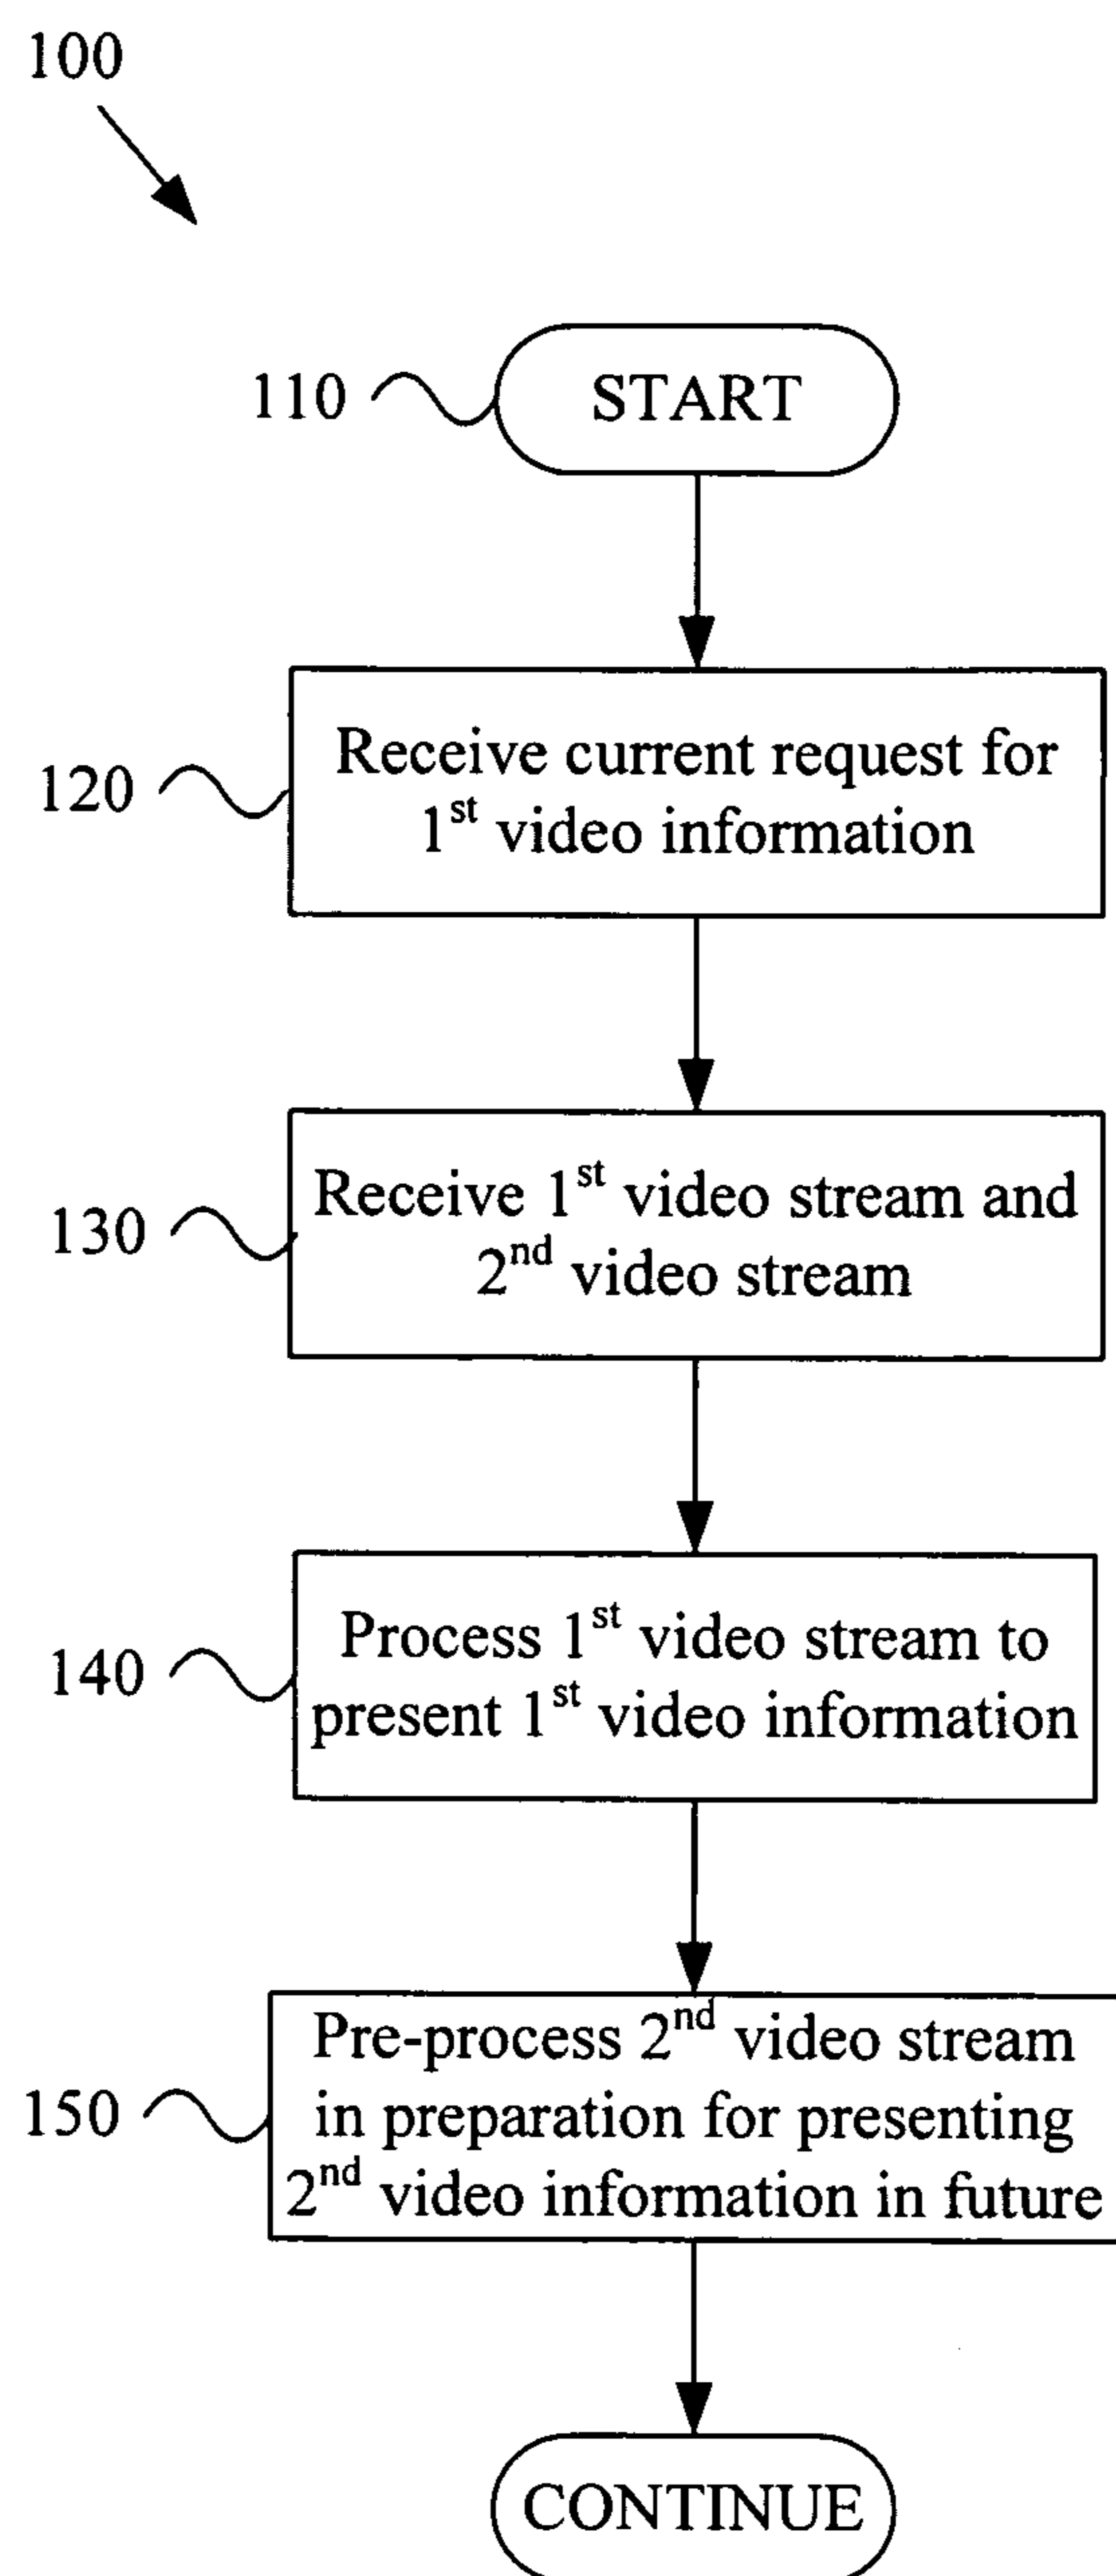 100
110
START
120
Receive current request for
1st video information
130
Receive 1st video stream and
2nd video stream
140
Process 1st video stream to
present 1st video information
150
Pre-process 2nd video stream
in preparation for presenting
2nd video information in future
CONTINUE